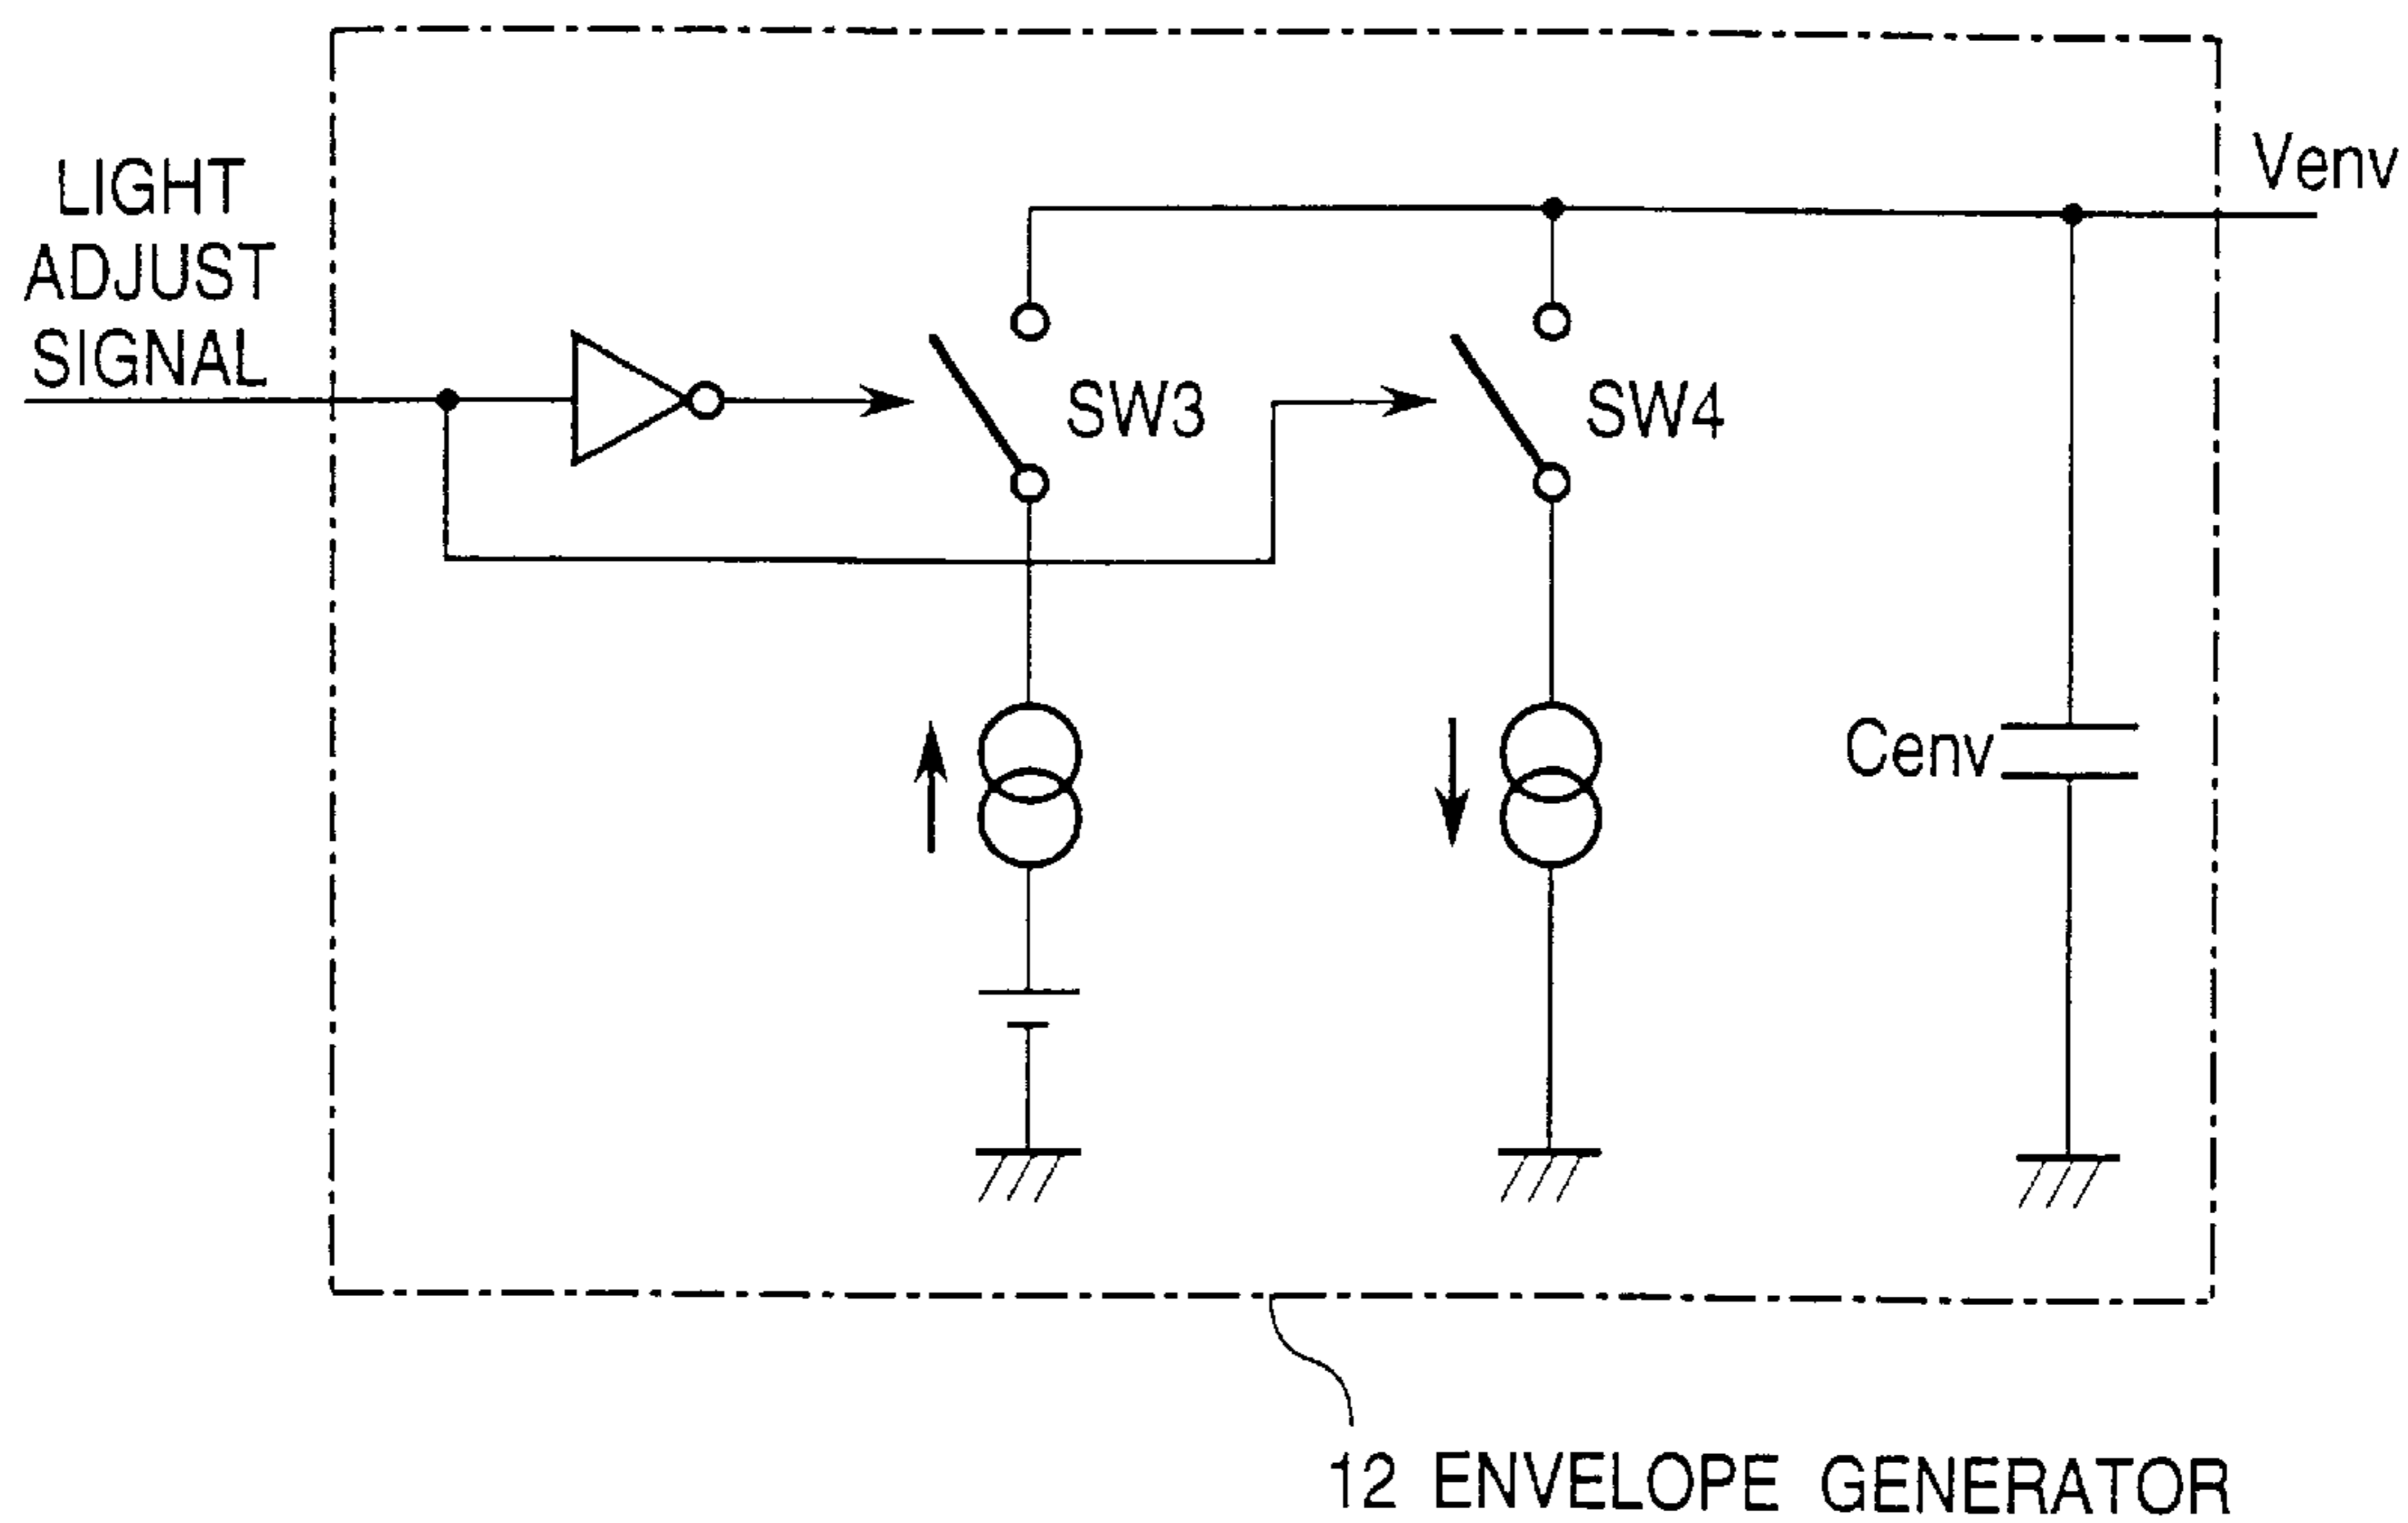 LIGHT
ADJUST
SIGNAL
Venv
SW3
SW4
Cenv
12 ENVELOPE GENERATOR